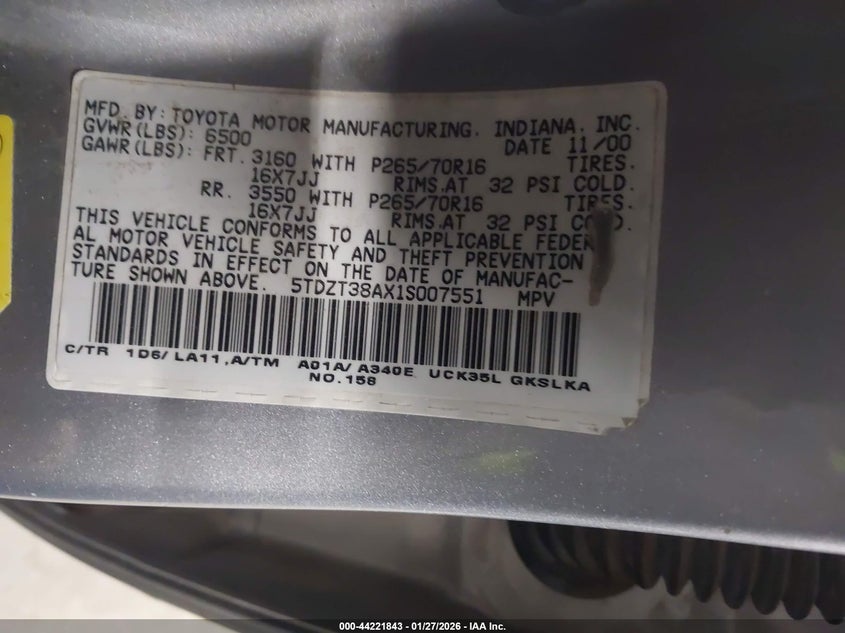 MFD. BY: TOYOTA MOTOR MANUFACTURING, INDIANA, INC.
GVWR(LBS): 6500 DATE 11/00
GAWR(LBS): FRT. 3160 WITH P265/70R16 TIRES.
16X7JJ RIMS.AT 32 PSI COLD.
RR. 3550 WITH P265/70R16 TIRES.
16X7JJ RIMS.AT 32 PSI COLD.
THIS VEHICLE CONFORMS TO ALL APPLICABLE FEDER-
AL MOTOR VEHICLE SAFETY AND THEFT PREVENTION
STANDARDS IN EFFECT ON THE DATE OF MANUFAC-
TURE SHOWN ABOVE. 5TDZT38AX1S007551 MPV
C/TR 1D6/LA11,A/TM A01A/A340E UCK35L GKSLKA
NO.158
000-44221843 - 01/27/2026 - IAA Inc.